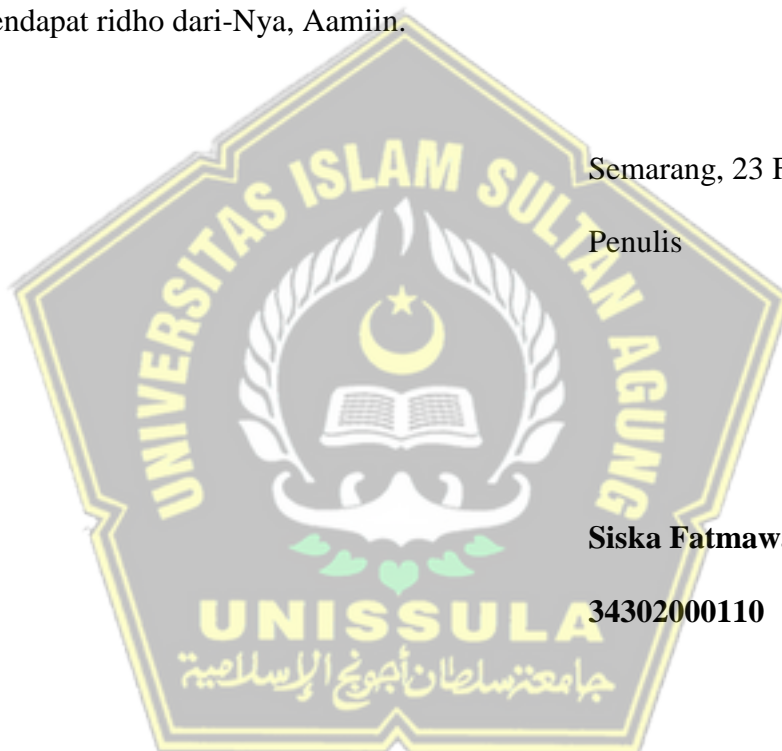 endapat ridho dari-Nya, Aamiin.
Semarang, 23
Penulis
Siska
34302000110
UNIVERSITAS ISLAM SULTAN AGUNG
UNISSULA
جامعة سلطان أجونج الإسلامية